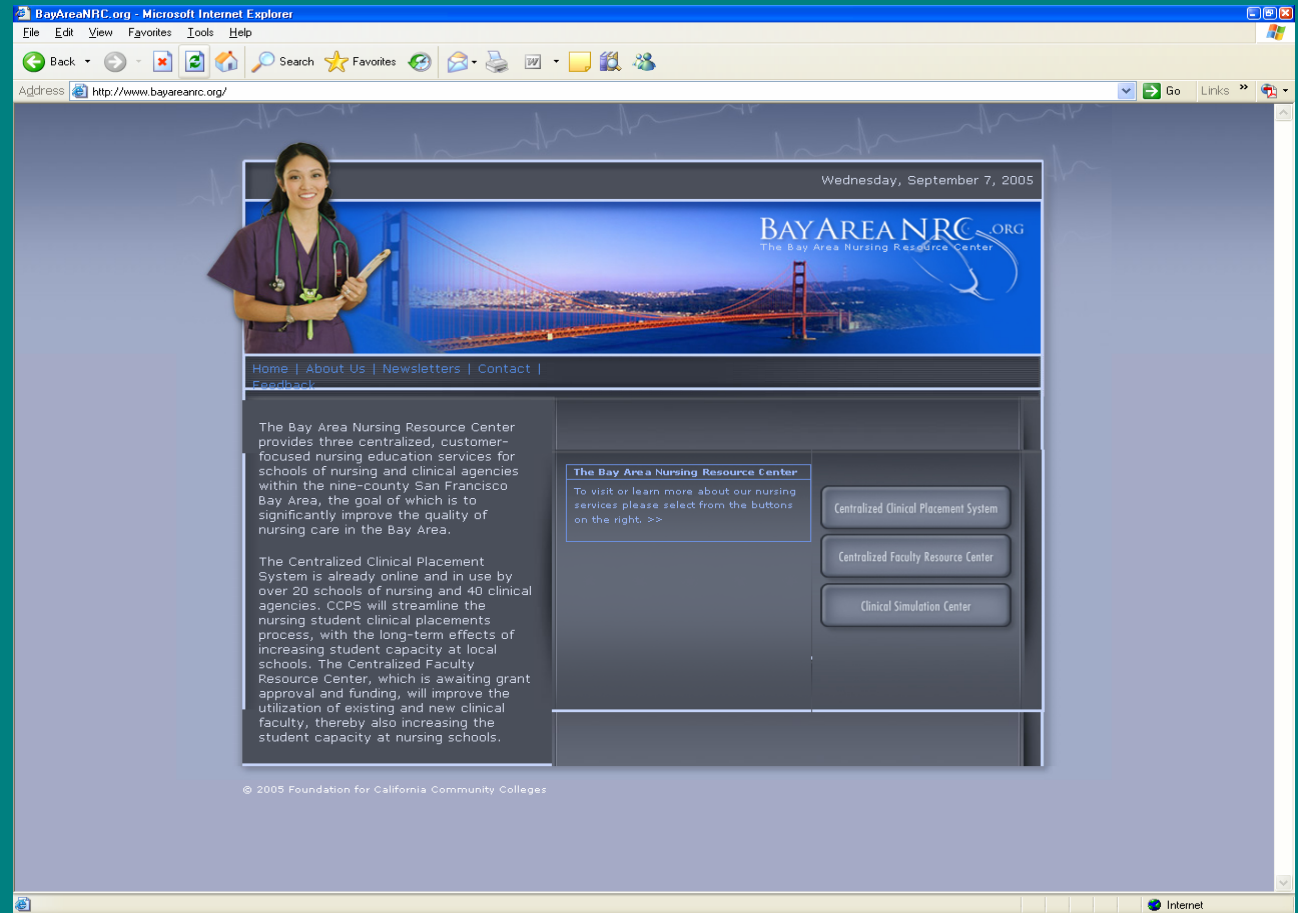 BayAreaNRC.org - Microsoft Internet Explorer
File Edit View Favorites Tools Help
Back Search Favorites
Address http://www.bayareanrc.org/ Go Links »
Wednesday, September 7, 2005
BAYAREA NRC .ORG
The Bay Area Nursing Resource Center
Home | About Us | Newsletters | Contact |
Feedback
The Bay Area Nursing Resource Center
provides three centralized, customer-
focused nursing education services for
schools of nursing and clinical agencies
within the nine-county San Francisco
Bay Area, the goal of which is to
significantly improve the quality of
nursing care in the Bay Area.
The Centralized Clinical Placement
System is already online and in use by
over 20 schools of nursing and 40 clinical
agencies. CCPS will streamline the
nursing student clinical placements
process, with the long-term effects of
increasing student capacity at local
schools. The Centralized Faculty
Resource Center, which is awaiting grant
approval and funding, will improve the
utilization of existing and new clinical
faculty, thereby also increasing the
student capacity at nursing schools.
The Bay Area Nursing Resource Center
To visit or learn more about our nursing
services please select from the buttons
on the right. >>
Centralized Clinical Placement System
Centralized Faculty Resource Center
Clinical Simulation Center
© 2005 Foundation for California Community Colleges
Internet